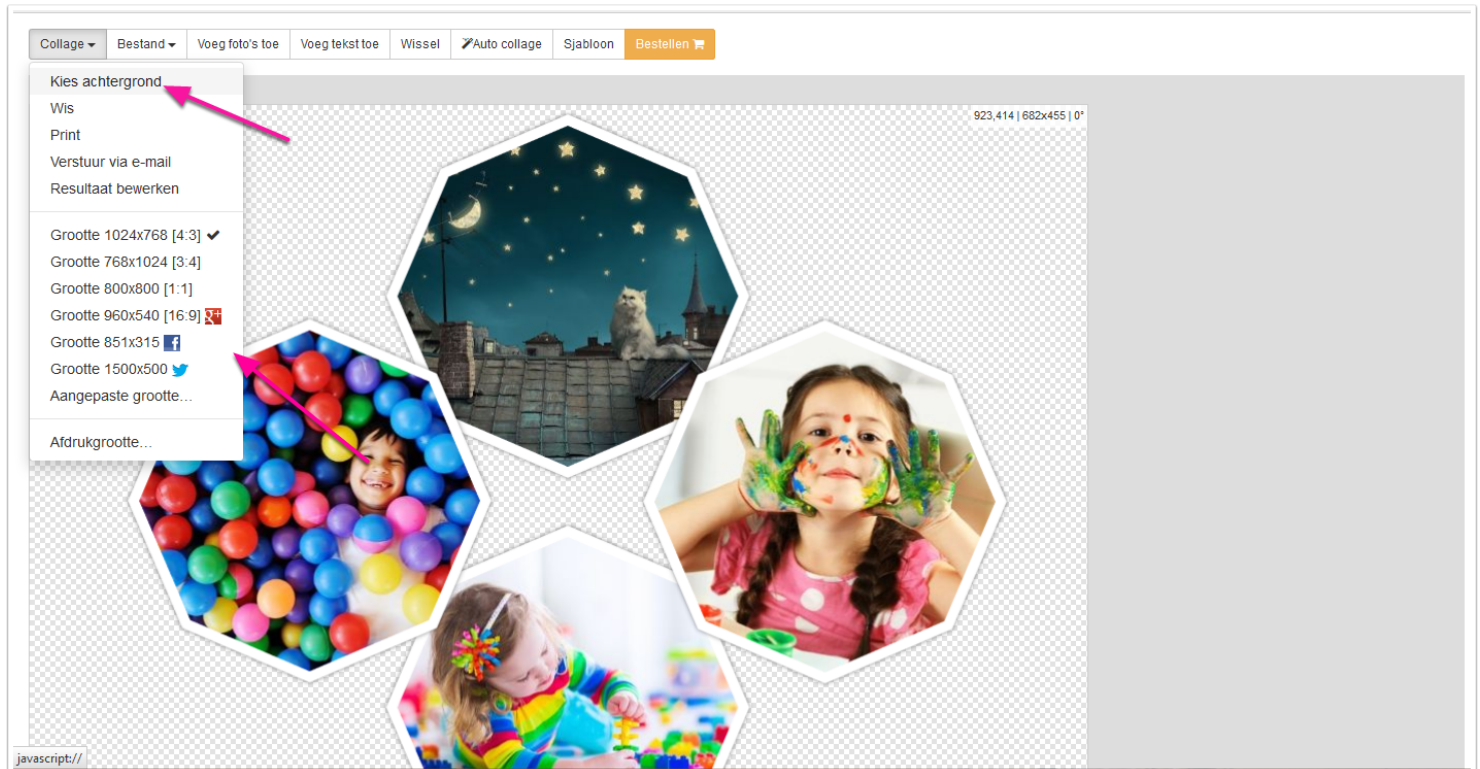 Collage Bestand Voeg foto's toe Voeg tekst toe Wissel Auto collage Sjabloon Bestellen
Kies achtergrond
Wis
Print
Verstuur via e-mail
Resultaat bewerken
Grootte 1024x768 [4:3]
Grootte 768x1024 [3:4]
Grootte 800x800 [1:1]
Grootte 960x540 [16:9]
Grootte 851x315
Grootte 1500x500
Aangepaste grootte...
Afdrukgrootte...
923,414 | 682x455 | 0°
javascript://